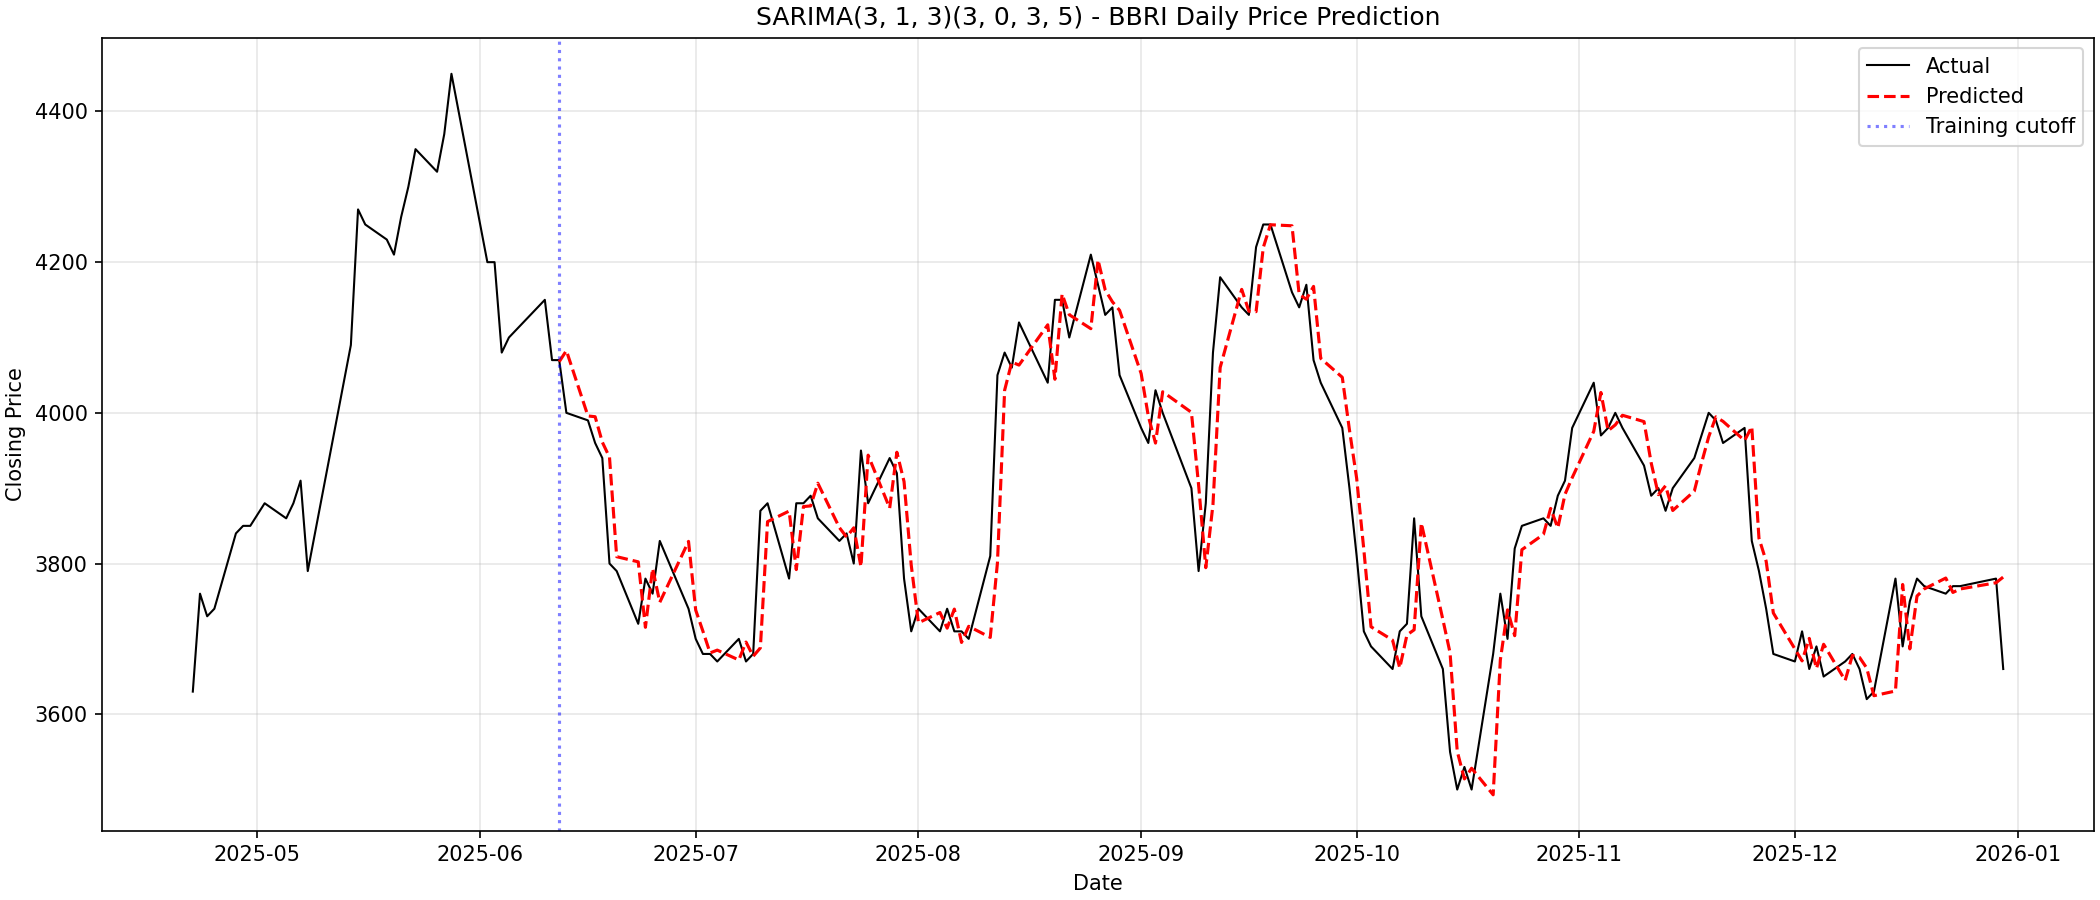 SARIMA(3, 1, 3)(3, 0, 3, 5) - BBRI Daily Price Prediction
Actual
Predicted
Training cutoff
Closing Price
4400
4200
4000
3800
3600
2025-05
2025-06
2025-07
2025-08
2025-09
2025-10
2025-11
2025-12
2026-01
Date